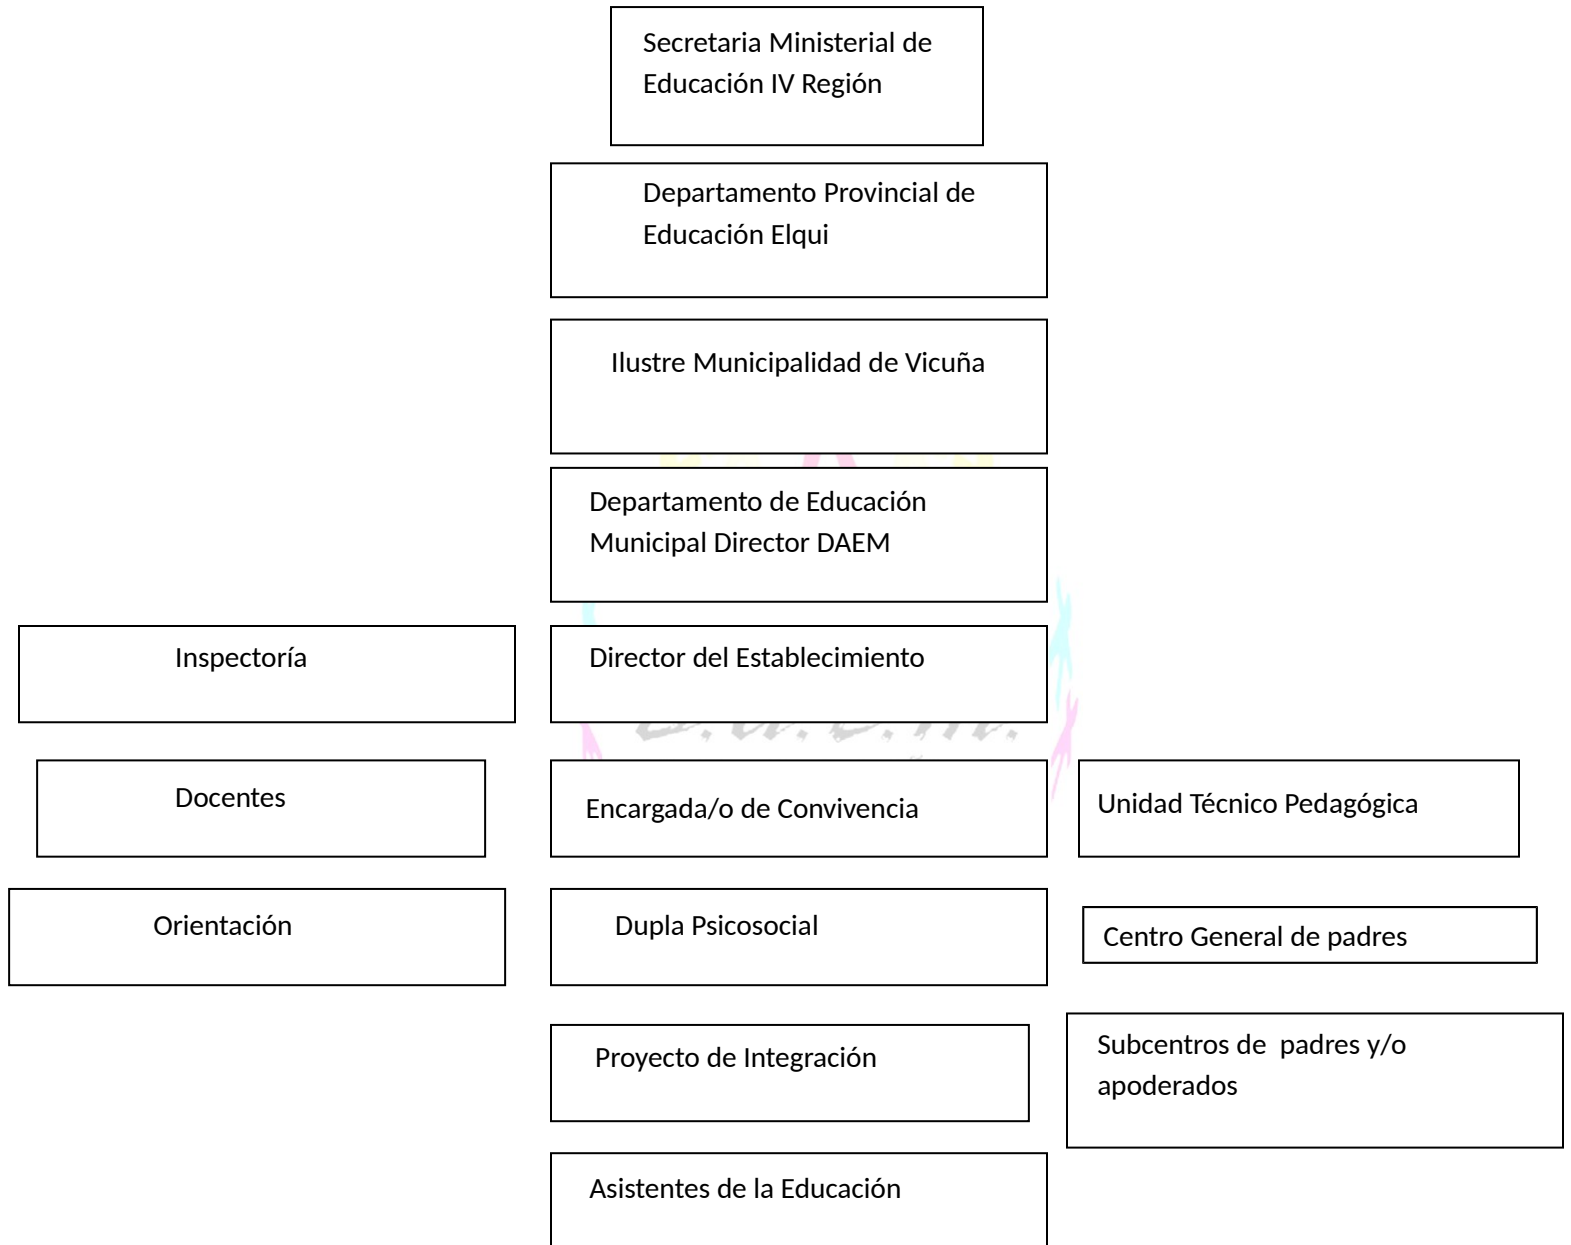 Secretaria Ministerial de
Educación IV Región
Departamento Provincial de
Educación Elqui
Ilustre Municipalidad de Vicuña
Departamento de Educación
Municipal Director DAEM
Inspectoría
Director del Establecimiento
Docentes
Encargada/o de Convivencia
Unidad Técnico Pedagógica
Orientación
Dupla Psicosocial
Centro General de padres
Proyecto de Integración
Subcentros de padres y/o
apoderados
Asistentes de la Educación